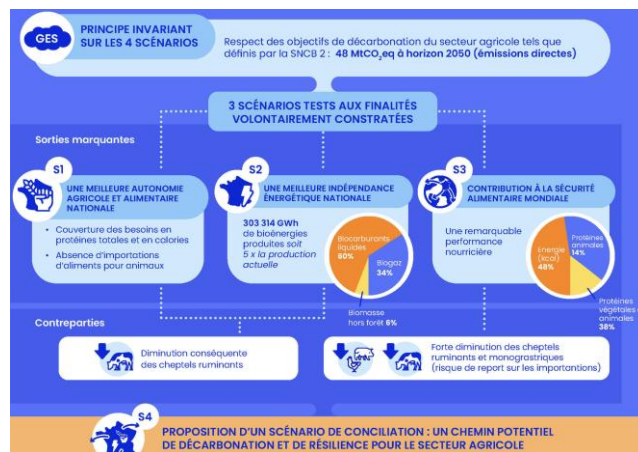 GES
PRINCIPE INVARIANT
SUR LES 4 SCÉNARIOS
Respect des objectifs de décarbonation du secteur agricole tels que
définis par la SNCB 2 : 48 MtCO₂eq à horizon 2050 (émissions directes)
3 SCÉNARIOS TESTS AUX FINALITÉS
VOLONTAIREMENT CONSTRATÉES
Sorties marquantes
S1
UNE MEILLEURE AUTONOMIE
AGRICOLE ET ALIMENTAIRE
NATIONALE
• Couverture des besoins en
protéines totales et en calories
• Absence d'importations
d'aliments pour animaux
S2
UNE MEILLEURE INDÉPENDANCE
ÉNERGÉTIQUE NATIONALE
303 314 GWh
de bioénergies
produites soit
5 x la production
actuelle
Biocarburants
liquides
60%
Biogaz
34%
Biomasse
hors forêt 6%
S3
CONTRIBUTION À LA SÉCURITÉ
ALIMENTAIRE MONDIALE
Une remarquable
performance
nourricière
Energie
(kcal)
48%
Protéines
animales
14%
Protéines
végétales
animales
38%
Contreparties
Diminution conséquente
des cheptels ruminants
Forte diminution des cheptels
ruminants et monograstriques
(risque de report sur les importantions)
S4
PROPOSITION D'UN SCÉNARIO DE CONCILIATION : UN CHEMIN POTENTIEL
DE DÉCARBONATION ET DE RÉSILIENCE POUR LE SECTEUR AGRICOLE